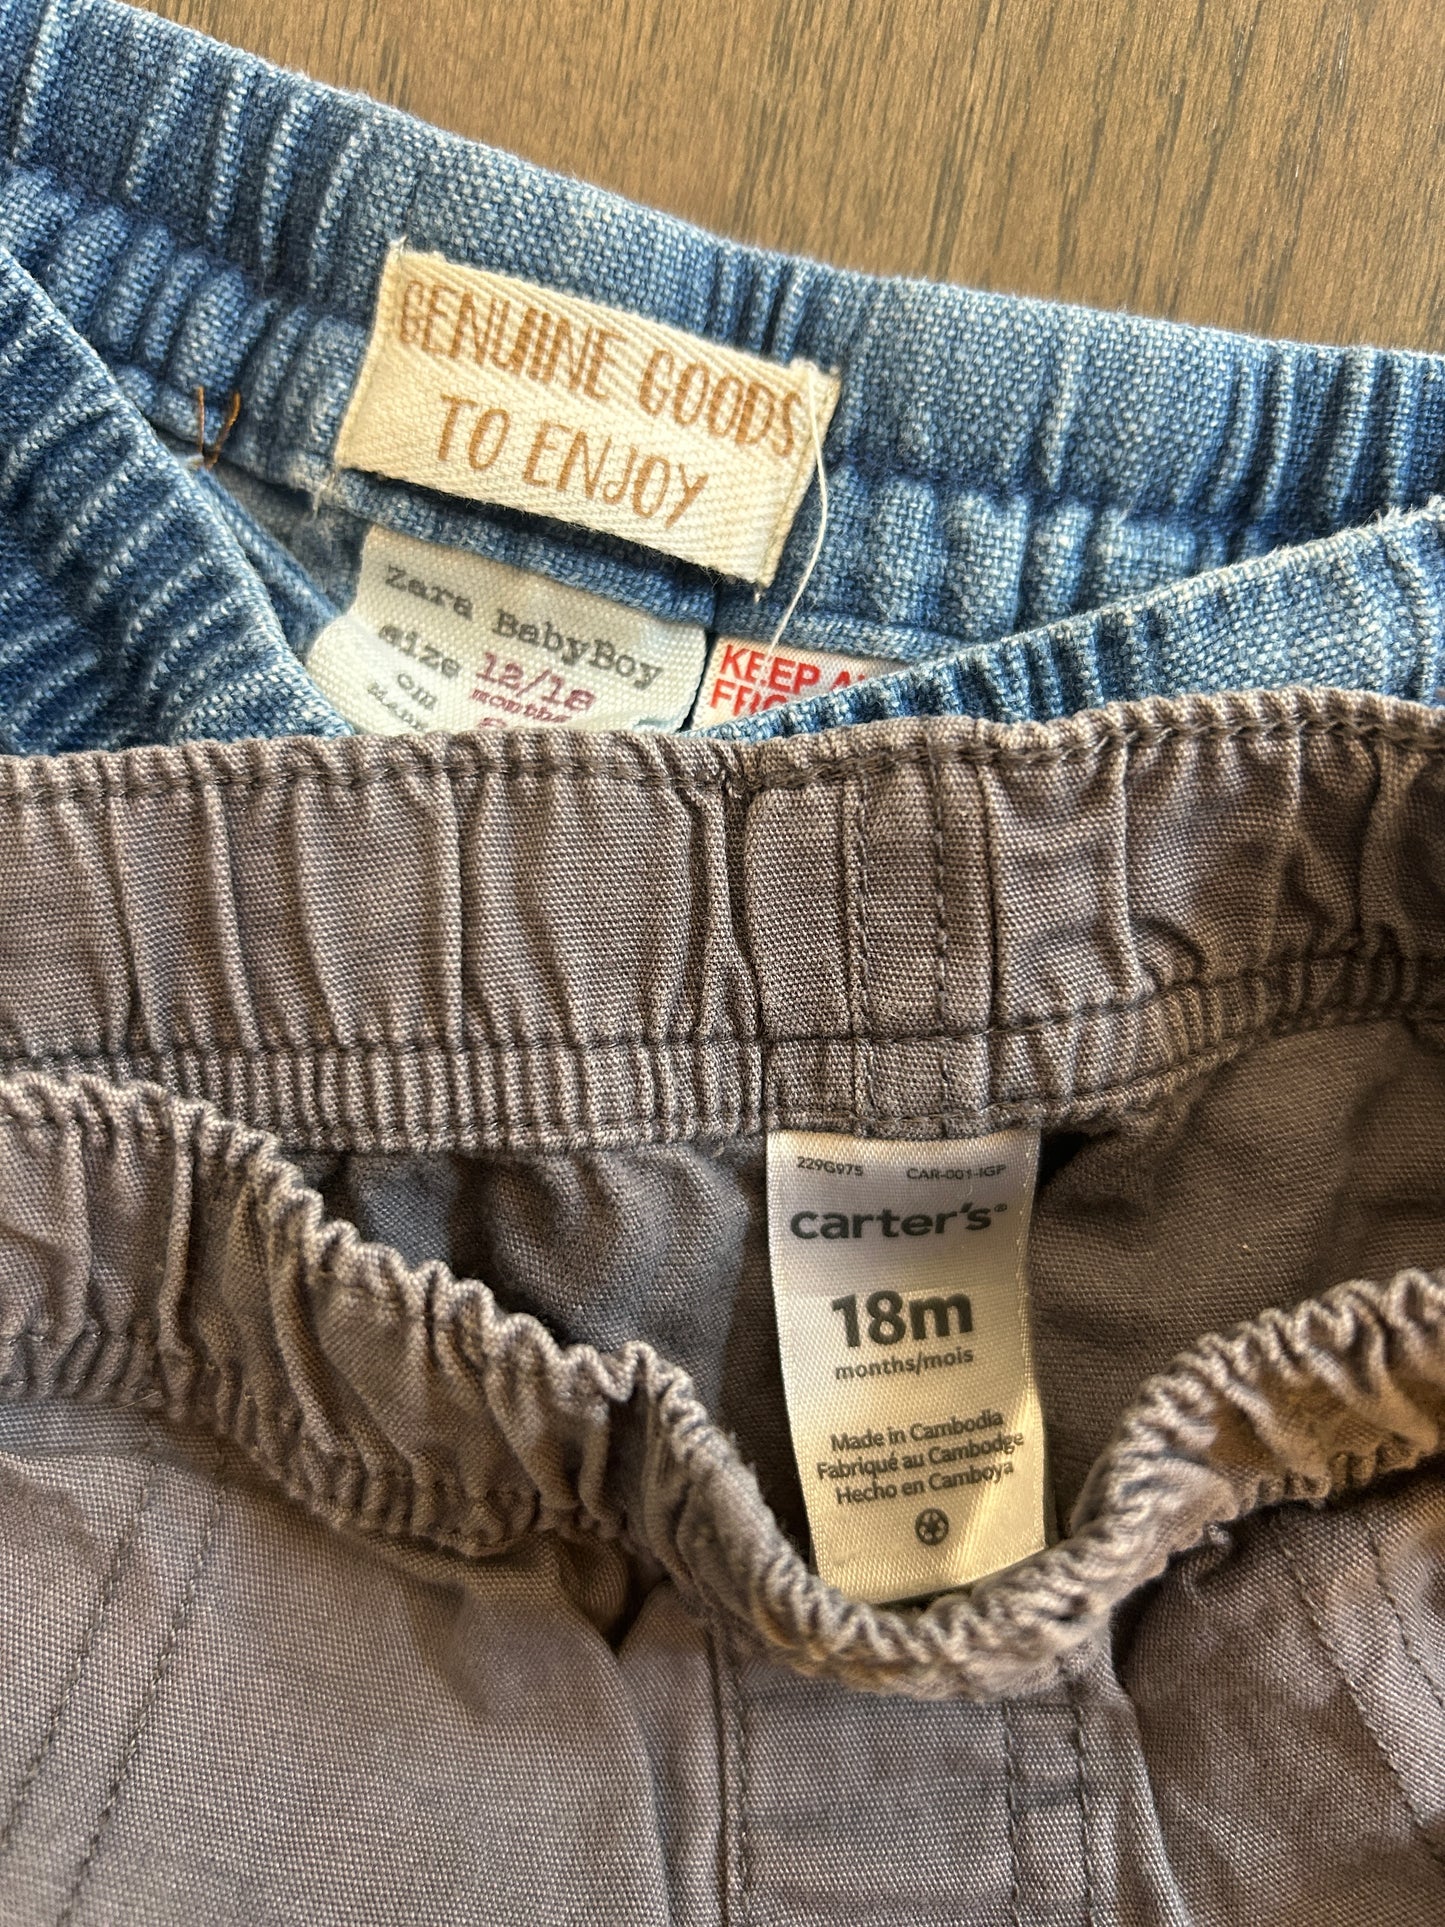 GENUINE GOODS
TO ENJOY
Zara BabyBoy
size 12/18
months
cm
KEEP
229G975 CAR-001-IGP
carter's®
18m
months/mois
Made in Cambodia
Fabriqué au Cambodge
Hecho en Camboya